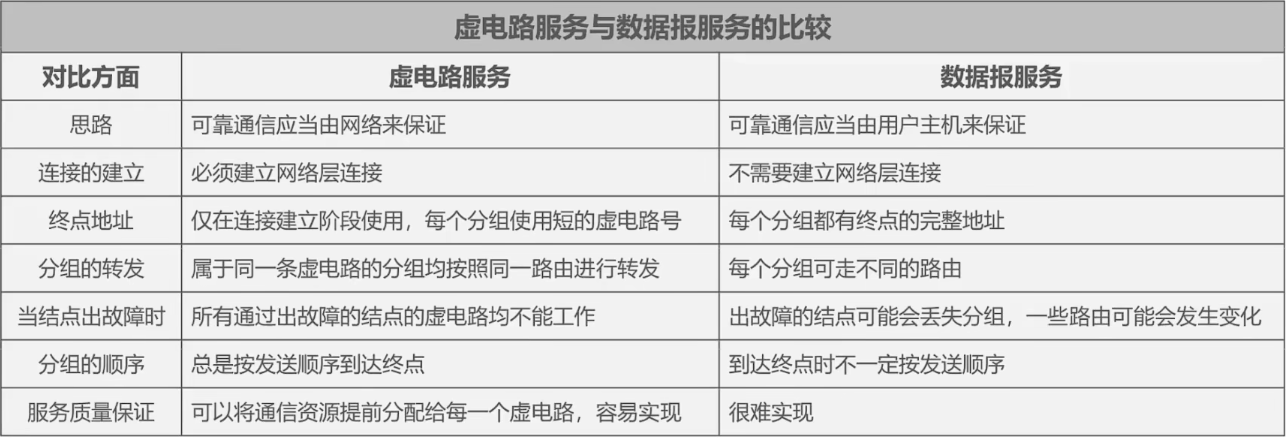 虚电路服务与数据报服务的比较
对比方面 虚电路服务 数据报服务
思路 可靠通信应当由网络来保证 可靠通信应当由用户主机来保证
连接的建立 必须建立网络层连接 不需要建立网络层连接
终点地址 仅在连接建立阶段使用，每个分组使用短的虚电路号 每个分组都有终点的完整地址
分组的转发 属于同一条虚电路的分组均按照同一路由进行转发 每个分组可走不同的路由
当结点出故障时 所有通过出故障的结点的虚电路均不能工作 出故障的结点可能会丢失分组，一些路由可能会发生变化
分组的顺序 总是按发送顺序到达终点 到达终点时不一定按发送顺序
服务质量保证 可以将通信资源提前分配给每一个虚电路，容易实现 很难实现